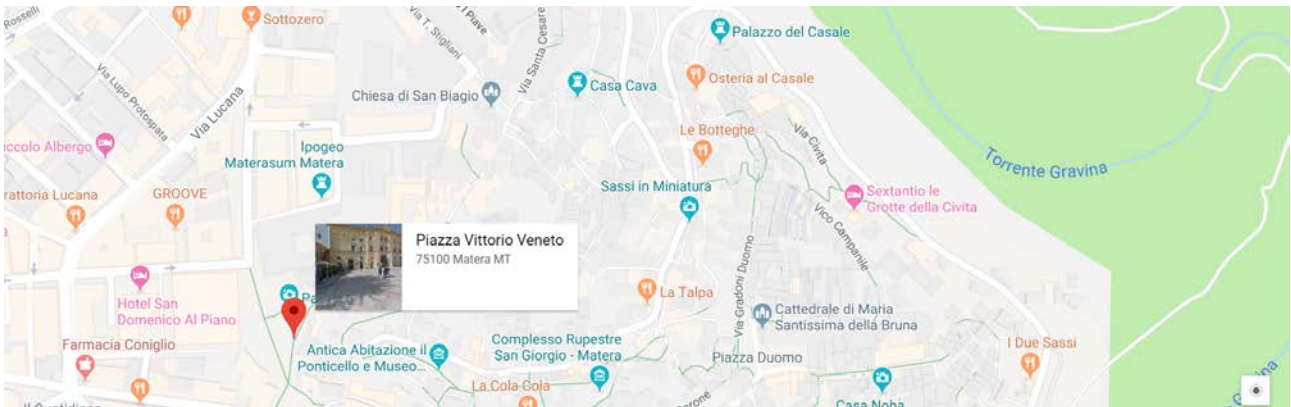 Rosselli
Sottozero
Via T. Stigliani
Via Santa Cesarea
Palazzo del Casale
Osteria al Casale
Casa Cava
Chiesa di San Biagio
Via Lupo Protospata
Via Lucana
Le Botteghe
Via Civita
Torrente Gravina
Ipogeo
Materasum Matera
ccolo Albergo
rattoria Lucana
GROOVE
Sassi in Miniatura
Sextantio le
Grotte della Civita
Vico Campanile
Piazza Vittorio Veneto
75100 Matera MT
Via Gradoni Duomo
La Talpa
Hotel San
Domenico Al Piano
Pa
Cattedrale di Maria
Santissima della Bruna
Farmacia Coniglio
Antica Abitazione il
Ponticello e Museo...
Complesso Rupestre
San Giorgio - Matera
Piazza Duomo
I Due Sassi
La Cola Cola
Casa Noha
Il Quotidiano
Gravina